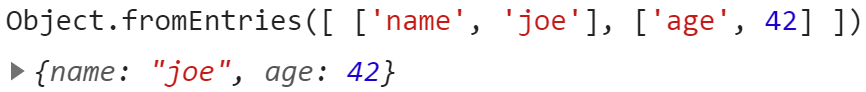 Object.fromEntries([ ['name', 'joe'], ['age', 42] ])
▶ {name: "joe", age: 42}